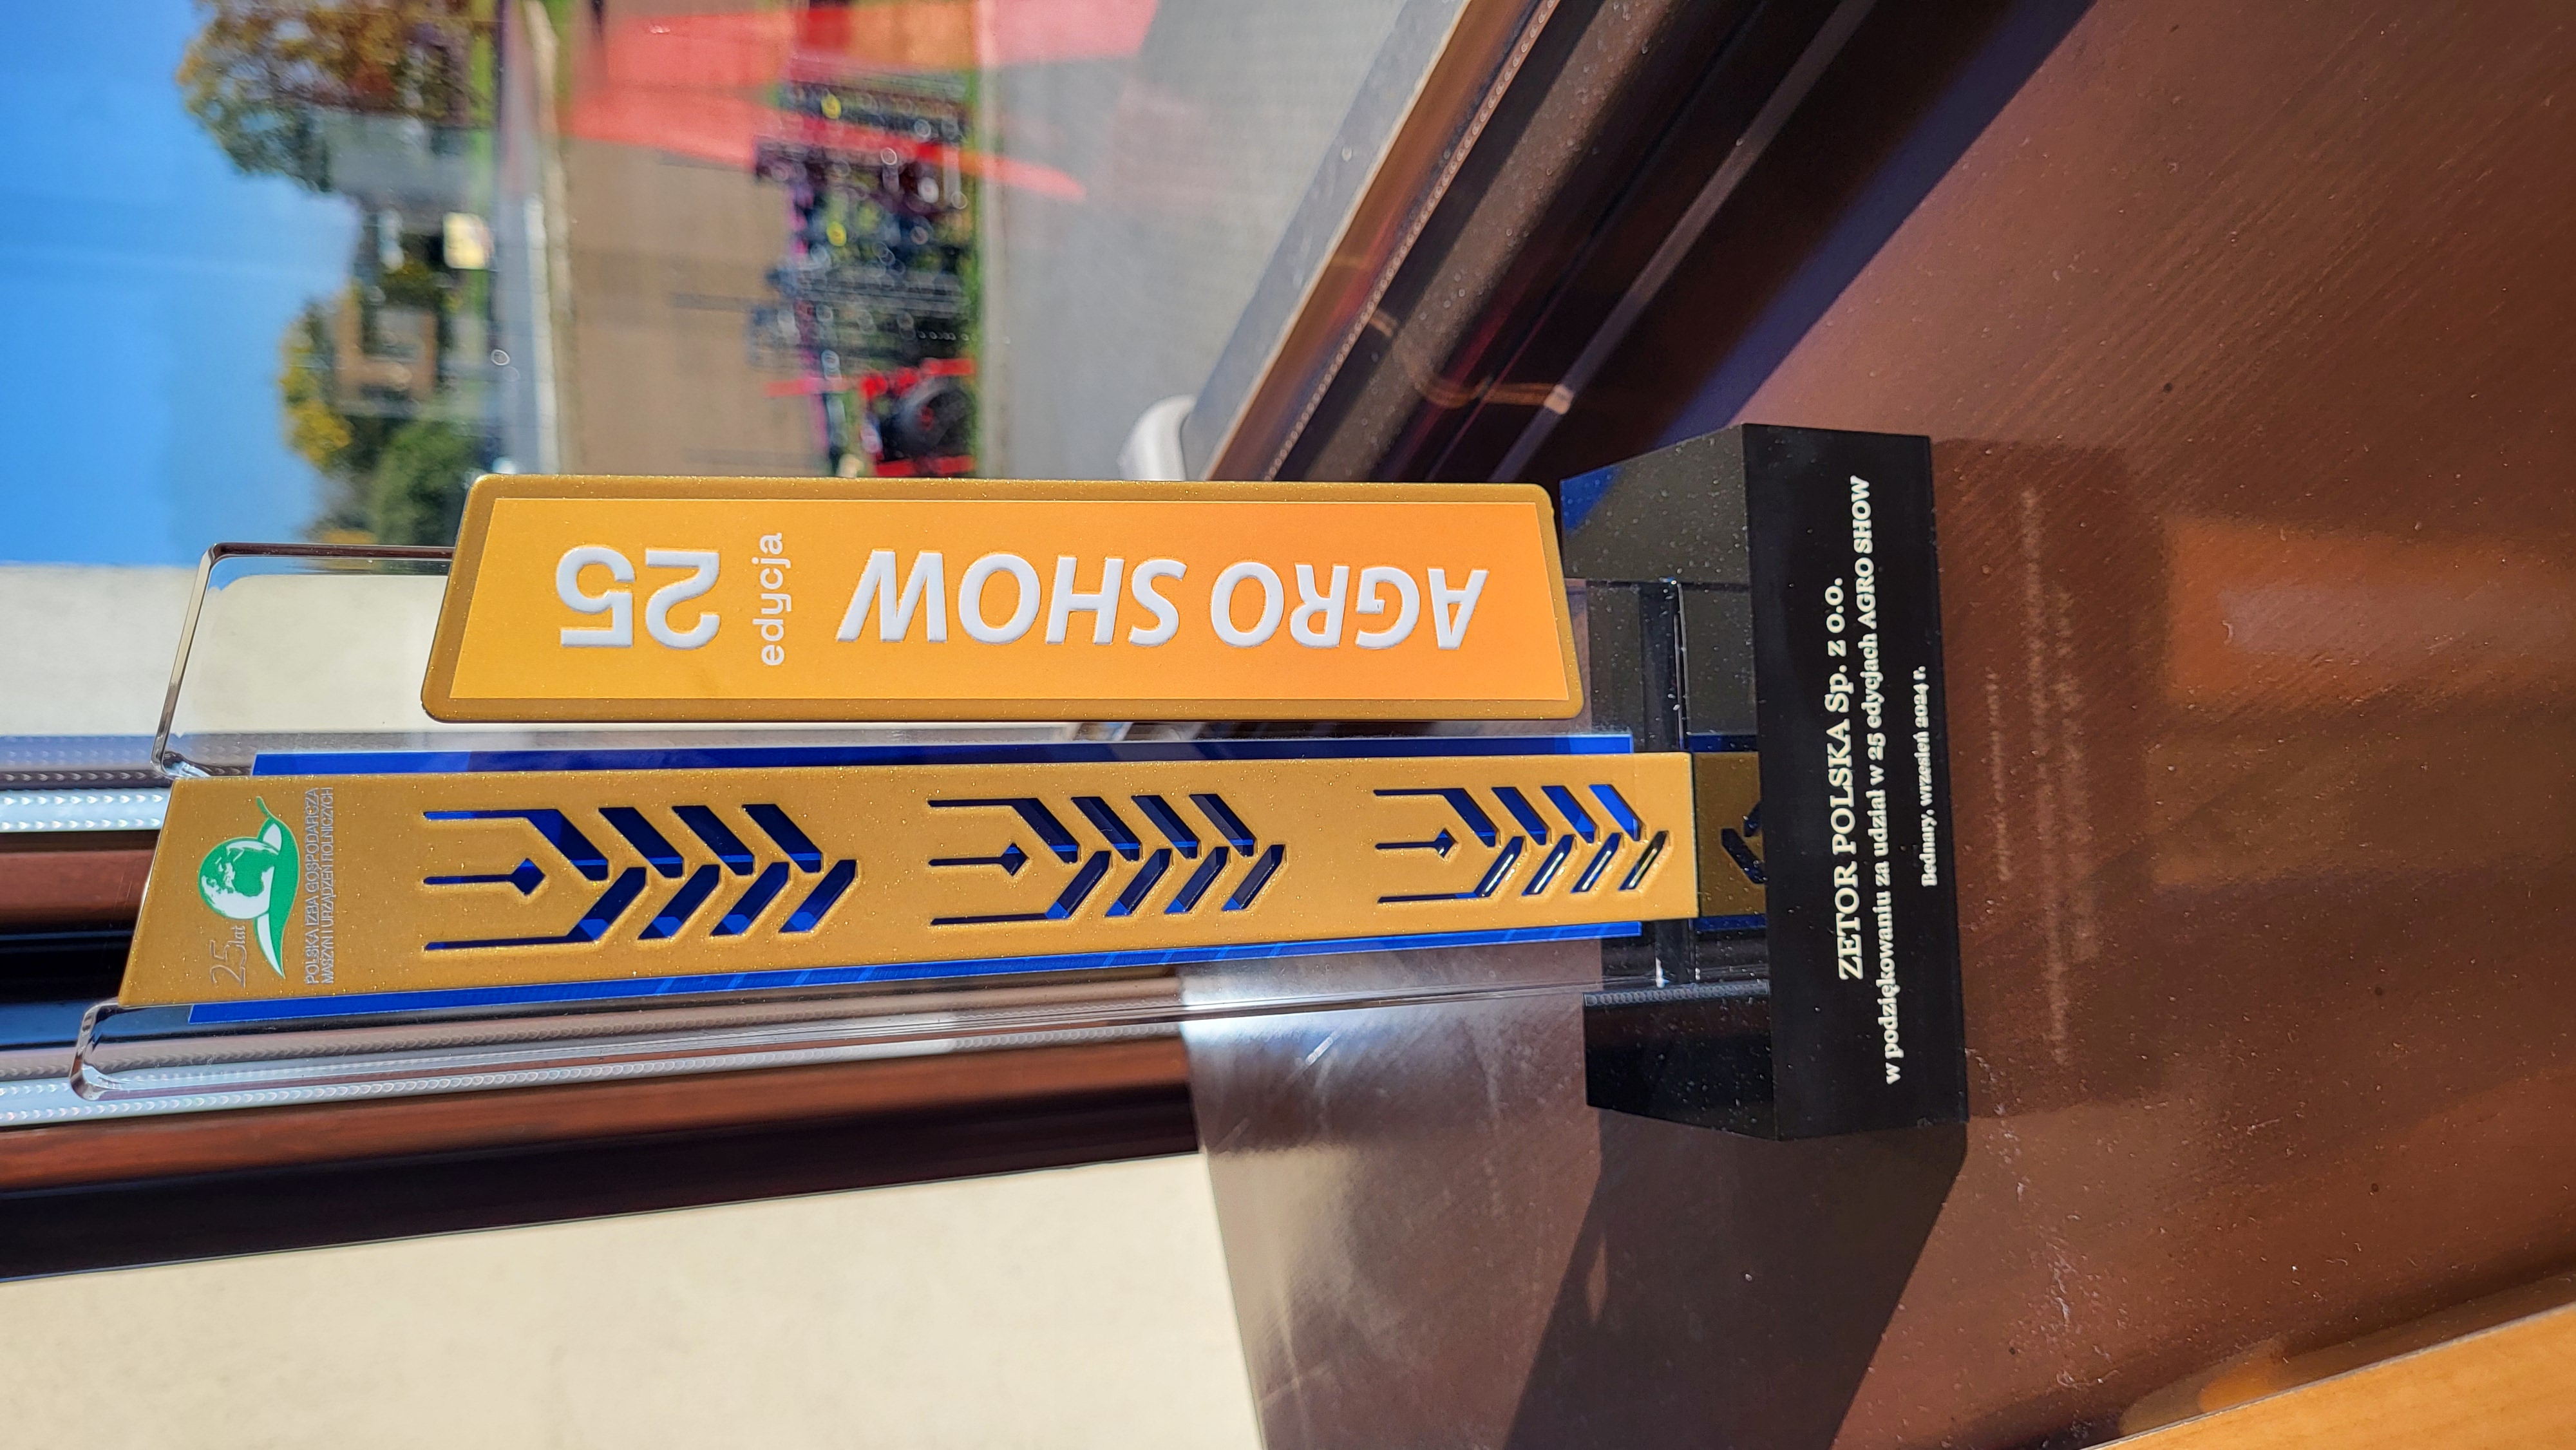 25 lat
POLSKA IZBA GOSPODARCZA
MASZYN I URZĄDZEŃ ROLNICZYCH
AGRO SHOW
edycja
25
ZETOR POLSKA Sp. z o.o.
w podziękowaniu za udział w 25 edycjach AGRO SHOW
Bednary, wrzesień 2024 r.